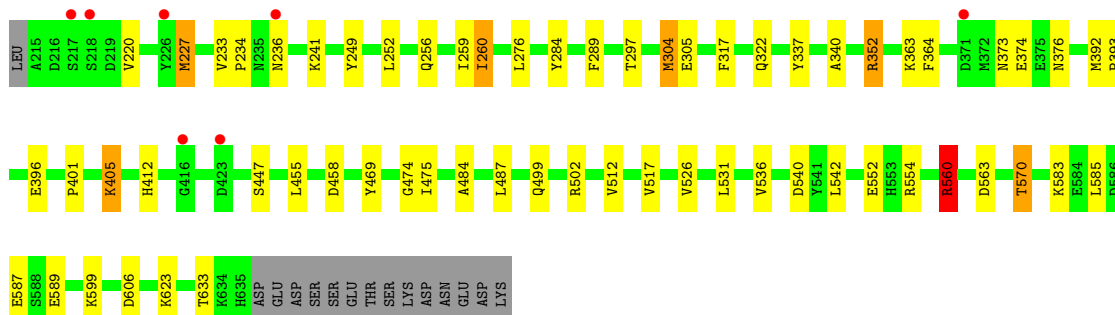 LEU A215 D216 S217 S218 D219 V220 Y226 M227 V233 P234 N235 N236 K241 Y249 L252 Q256 I259 I260 L276 Y284 F289 T297 M304 E305 F317 Q322 Y337 A340 R352 K363 F364 D371 M372 N373 E374 E375 N376 M392 P393
E396 P401 K405 H412 G416 D423 S447 L455 D458 Y469 G474 I475 A484 L487 Q499 R502 V512 V517 V526 L531 V536 D540 Y541 L542 E552 H553 R554 R560 D563 T570 K583 E584 L585 D586
E587 S588 E589 K599 D606 K623 T633 K634 H635 ASP GLU ASP SER SER GLU THR SER LYS ASP ASN GLU ASP LYS